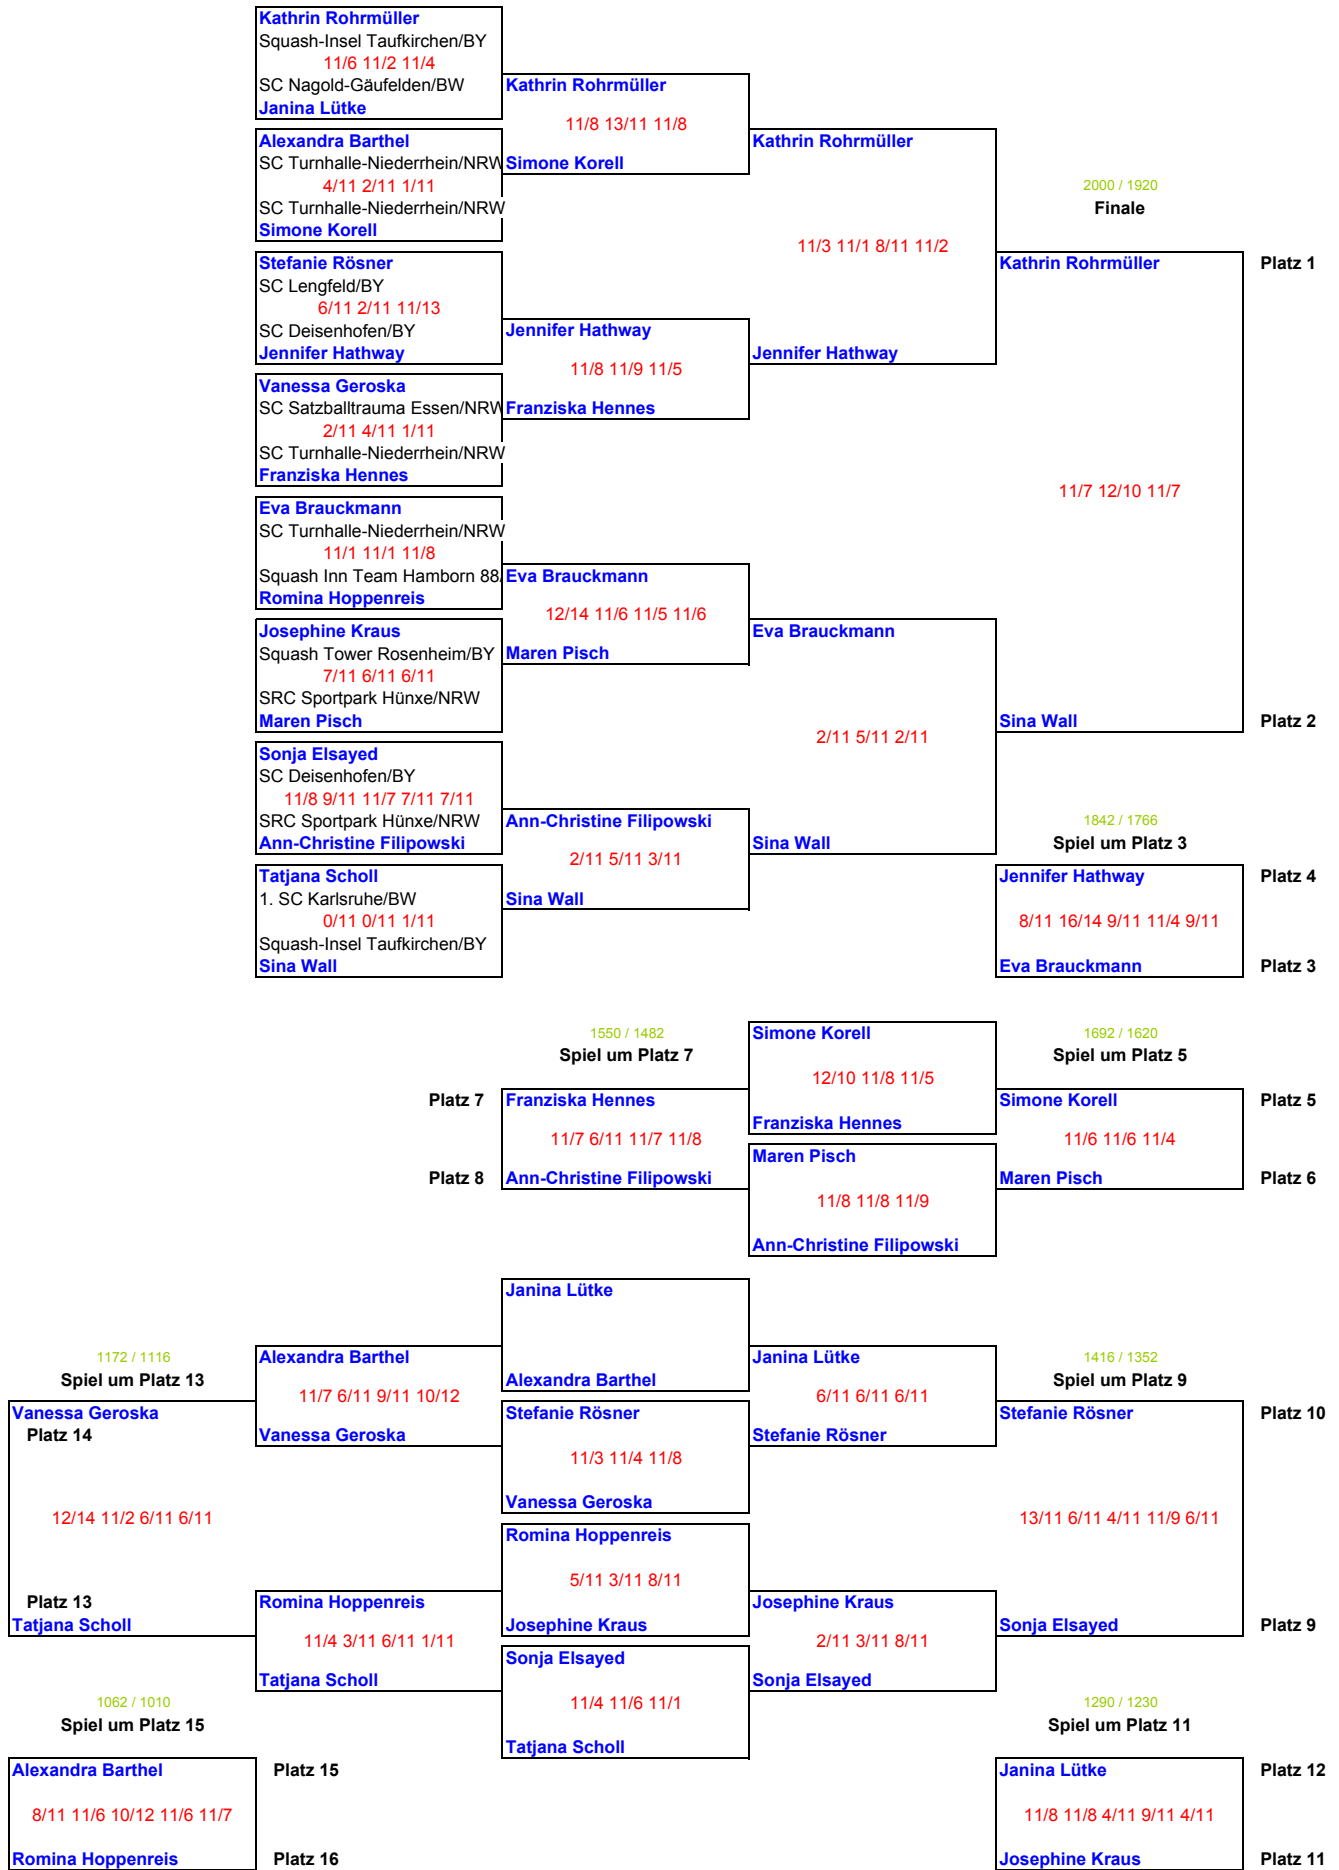 Kathrin Rohrmüller
Squash-Insel Taufkirchen/BY
11/6 11/2 11/4
SC Nagold-Gäufelden/BW
Janina Lütke
Alexandra Barthel
SC Turnhalle-Niederrhein/NRW
4/11 2/11 1/11
SC Turnhalle-Niederrhein/NRW
Simone Korell
Stefanie Rösner
SC Lengfeld/BY
6/11 2/11 11/13
SC Deisenhofen/BY
Jennifer Hathway
Vanessa Geroska
SC Satzballtrauma Essen/NRW
2/11 4/11 1/11
SC Turnhalle-Niederrhein/NRW
Franziska Hennes
Eva Brauckmann
SC Turnhalle-Niederrhein/NRW
11/1 11/1 11/8
Squash Inn Team Hamborn 88/
Romina Hoppenreis
Josephine Kraus
Squash Tower Rosenheim/BY
7/11 6/11 6/11
SRC Sportpark Hünxe/NRW
Maren Pisch
Sonja Elsayed
SC Deisenhofen/BY
11/8 9/11 11/7 7/11 7/11
SRC Sportpark Hünxe/NRW
Ann-Christine Filipowski
Tatjana Scholl
1. SC Karlsruhe/BW
0/11 0/11 1/11
Squash-Insel Taufkirchen/BY
Sina Wall
Kathrin Rohrmüller
11/8 13/11 11/8
Simone Korell
Jennifer Hathway
11/8 11/9 11/5
Franziska Hennes
Eva Brauckmann
12/14 11/6 11/5 11/6
Maren Pisch
Ann-Christine Filipowski
2/11 5/11 3/11
Sina Wall
Kathrin Rohrmüller
11/3 11/1 8/11 11/2
Jennifer Hathway
Eva Brauckmann
2/11 5/11 2/11
Sina Wall
2000 / 1920
Finale
Kathrin Rohrmüller Platz 1
11/7 12/10 11/7
Sina Wall Platz 2
1842 / 1766
Spiel um Platz 3
Jennifer Hathway Platz 4
8/11 16/14 9/11 11/4 9/11
Eva Brauckmann Platz 3
1550 / 1482
Spiel um Platz 7
Platz 7 Franziska Hennes
11/7 6/11 11/7 11/8
Platz 8 Ann-Christine Filipowski
Simone Korell
12/10 11/8 11/5
Franziska Hennes
Maren Pisch
11/8 11/8 11/9
Ann-Christine Filipowski
1692 / 1620
Spiel um Platz 5
Simone Korell Platz 5
11/6 11/6 11/4
Maren Pisch Platz 6
1172 / 1116
Spiel um Platz 13
Vanessa Geroska
Platz 14
12/14 11/2 6/11 6/11
Platz 13
Tatjana Scholl
1062 / 1010
Spiel um Platz 15
Alexandra Barthel Platz 15
8/11 11/6 10/12 11/6 11/7
Romina Hoppenreis Platz 16
Alexandra Barthel
11/7 6/11 9/11 10/12
Vanessa Geroska
Romina Hoppenreis
11/4 3/11 6/11 1/11
Tatjana Scholl
Janina Lütke
Alexandra Barthel
Stefanie Rösner
11/3 11/4 11/8
Vanessa Geroska
Romina Hoppenreis
5/11 3/11 8/11
Josephine Kraus
Sonja Elsayed
11/4 11/6 11/1
Tatjana Scholl
Janina Lütke
6/11 6/11 6/11
Stefanie Rösner
Josephine Kraus
2/11 3/11 8/11
Sonja Elsayed
1416 / 1352
Spiel um Platz 9
Stefanie Rösner Platz 10
13/11 6/11 4/11 11/9 6/11
Sonja Elsayed Platz 9
1290 / 1230
Spiel um Platz 11
Janina Lütke Platz 12
11/8 11/8 4/11 9/11 4/11
Josephine Kraus Platz 11